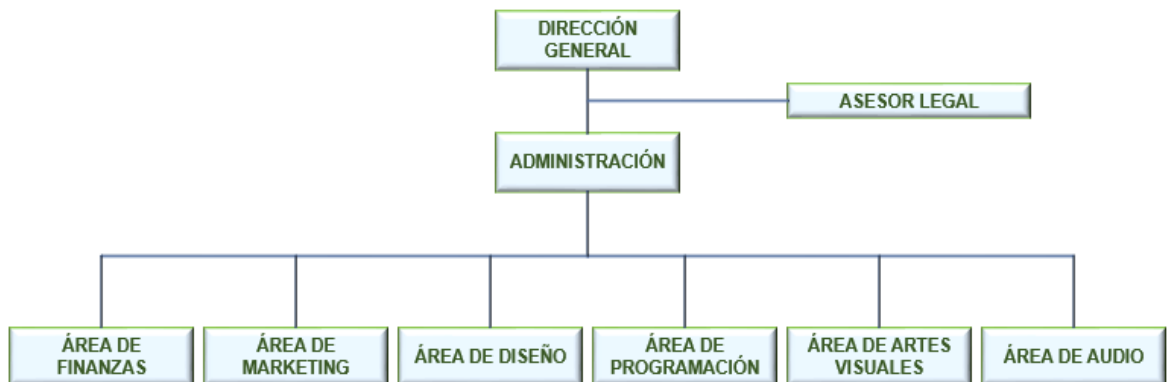 DIRECCIÓN
GENERAL
ASESOR LEGAL
ADMINISTRACIÓN
ÁREA DE
FINANZAS
ÁREA DE
MARKETING
ÁREA DE DISEÑO
ÁREA DE
PROGRAMACIÓN
ÁREA DE ARTES
VISUALES
ÁREA DE AUDIO